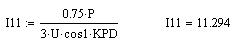 I11 := 0.75·P / 3·U·cos1·KPD    I11 = 11.294